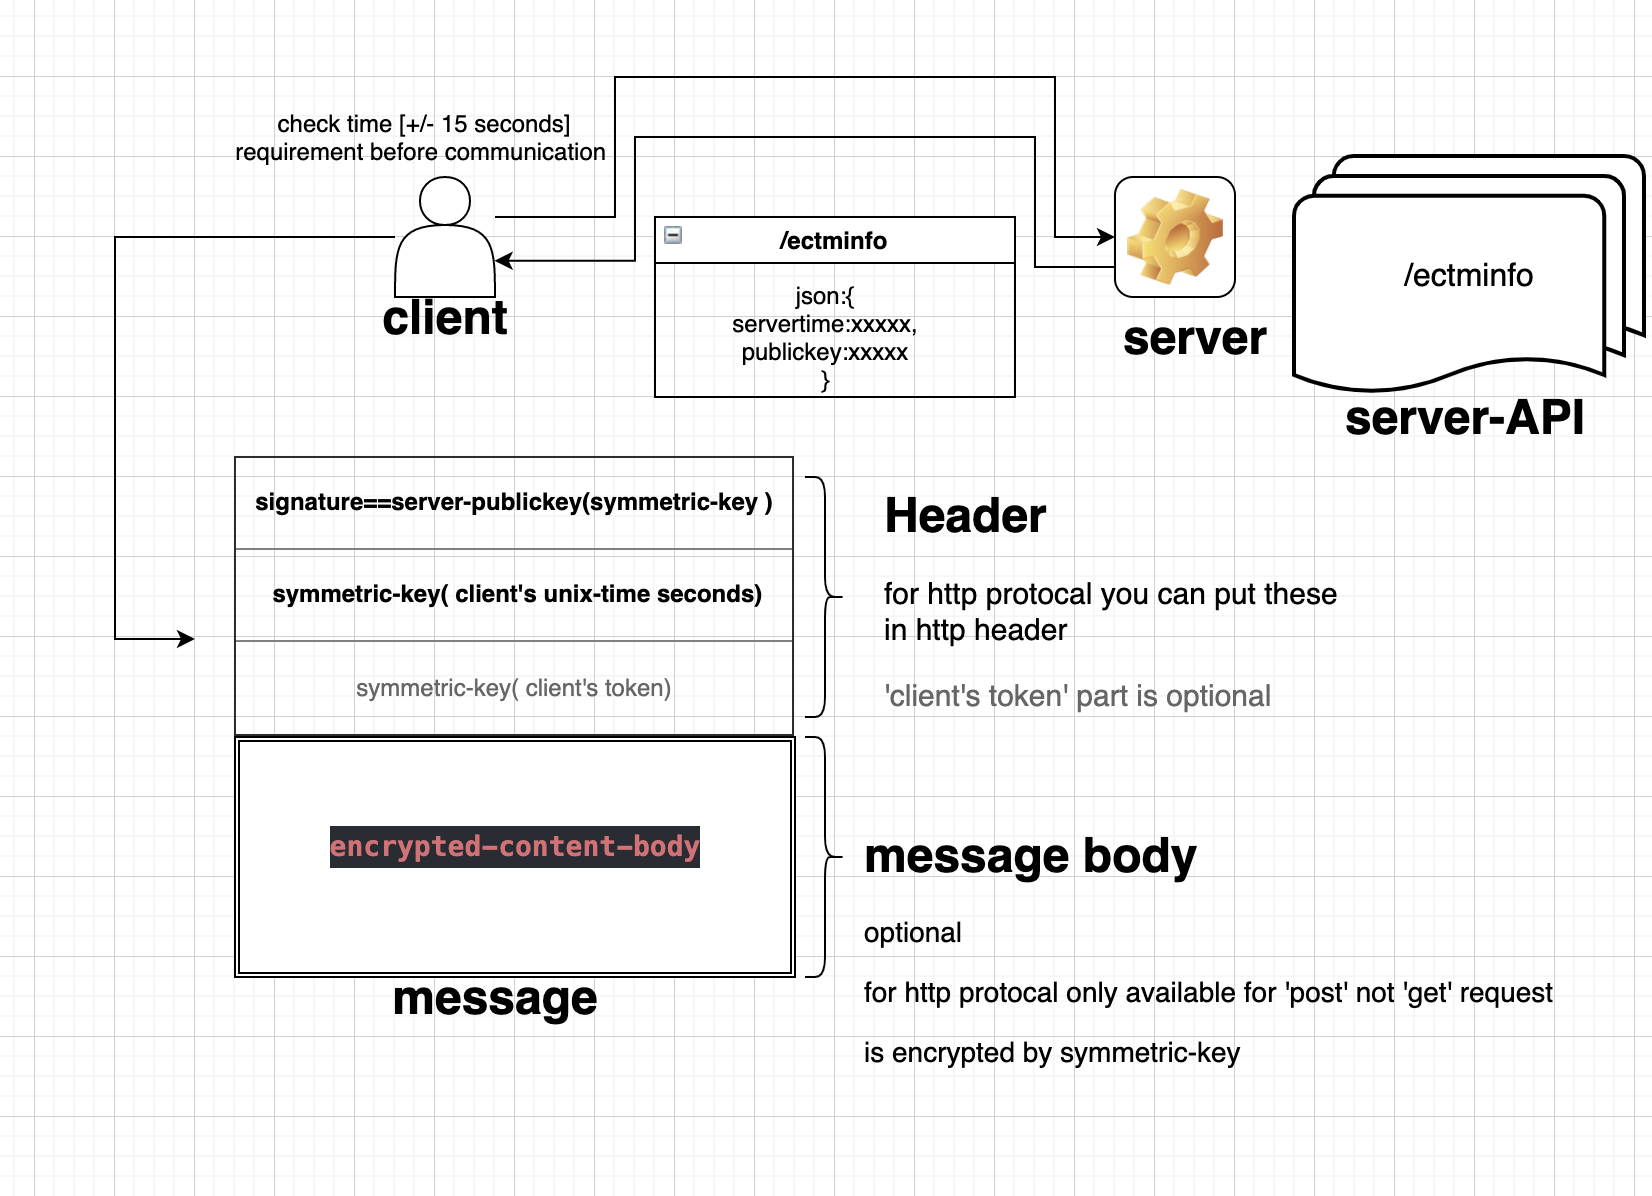 check time [+/- 15 seconds]
requirement before communication
client
/ectminfo
json:{
servertime:xxxxx,
publickey:xxxxx
}
server
/ectminfo
server-API
signature==server-publickey(symmetric-key )
symmetric-key( client's unix-time seconds)
symmetric-key( client's token)
Header
for http protocal you can put these
in http header
'client's token' part is optional
encrypted-content-body
message
message body
optional
for http protocal only available for 'post' not 'get' request
is encrypted by symmetric-key